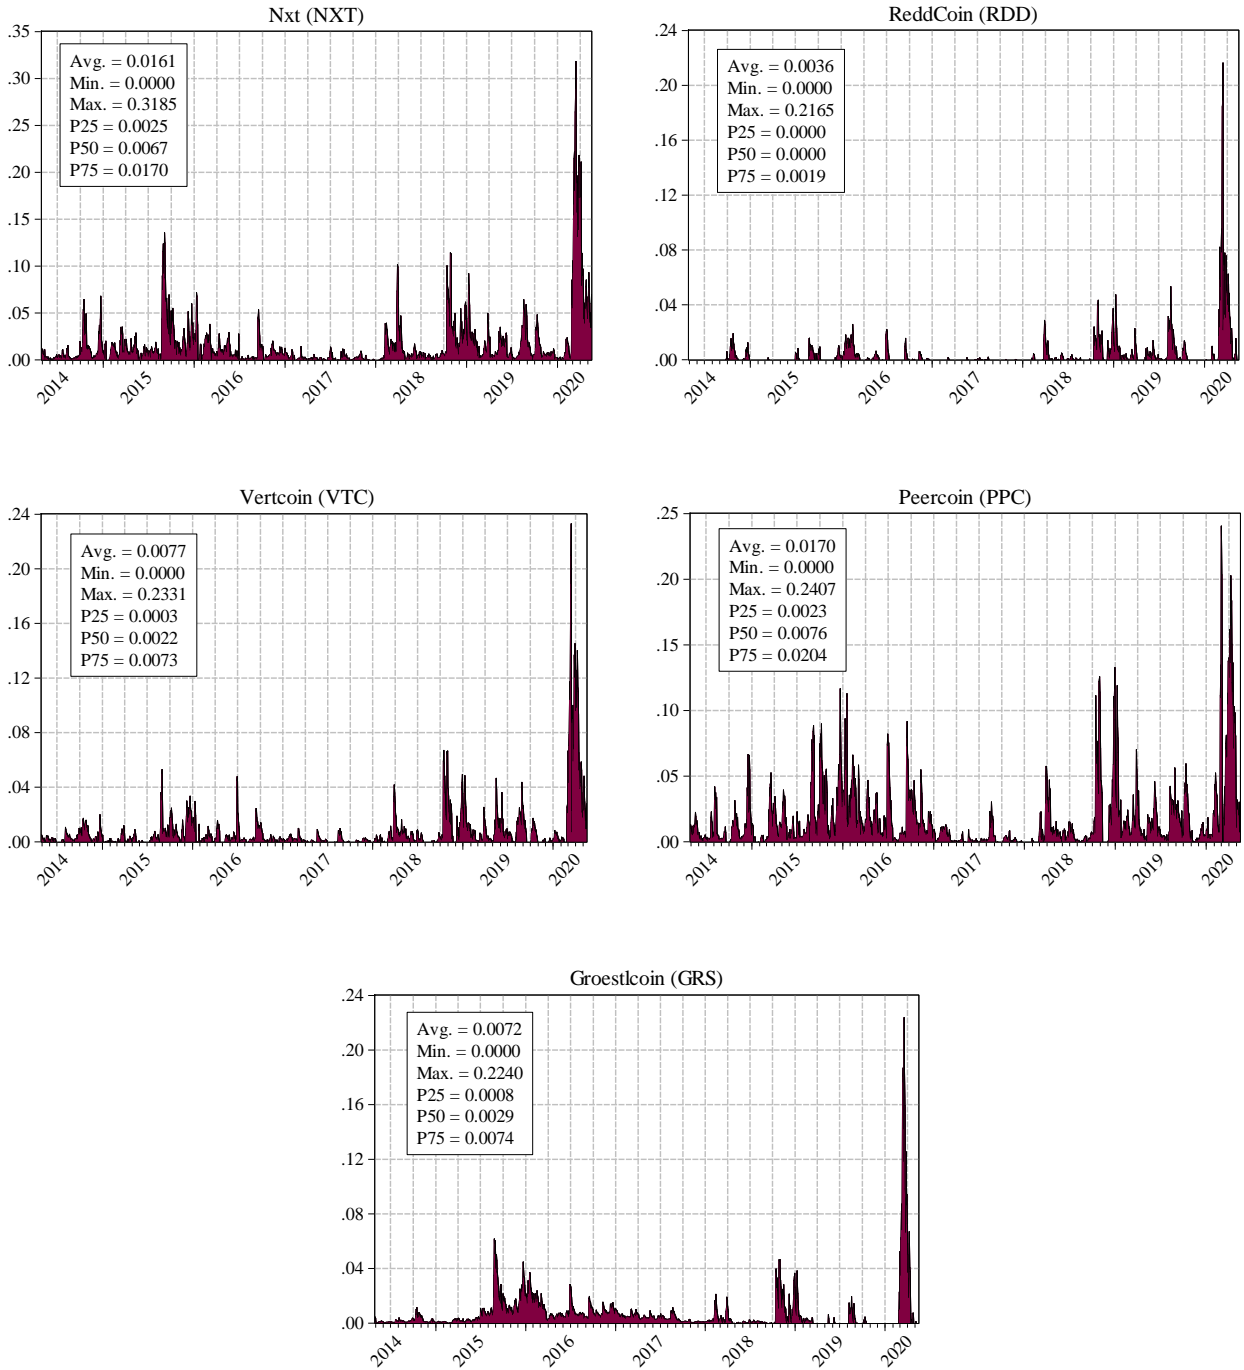 Nxt (NXT)
.35
.30
.25
.20
.15
.10
.05
.00
Avg. = 0.0161
Min. = 0.0000
Max. = 0.3185
P25 = 0.0025
P50 = 0.0067
P75 = 0.0170
2014
2015
2016
2017
2018
2019
2020
ReddCoin (RDD)
.24
.20
.16
.12
.08
.04
.00
Avg. = 0.0036
Min. = 0.0000
Max. = 0.2165
P25 = 0.0000
P50 = 0.0000
P75 = 0.0019
2014
2015
2016
2017
2018
2019
2020
Vertcoin (VTC)
.24
.20
.16
.12
.08
.04
.00
Avg. = 0.0077
Min. = 0.0000
Max. = 0.2331
P25 = 0.0003
P50 = 0.0022
P75 = 0.0073
2014
2015
2016
2017
2018
2019
2020
Peercoin (PPC)
.25
.20
.15
.10
.05
.00
Avg. = 0.0170
Min. = 0.0000
Max. = 0.2407
P25 = 0.0023
P50 = 0.0076
P75 = 0.0204
2014
2015
2016
2017
2018
2019
2020
Groestlcoin (GRS)
.24
.20
.16
.12
.08
.04
.00
Avg. = 0.0072
Min. = 0.0000
Max. = 0.2240
P25 = 0.0008
P50 = 0.0029
P75 = 0.0074
2014
2015
2016
2017
2018
2019
2020